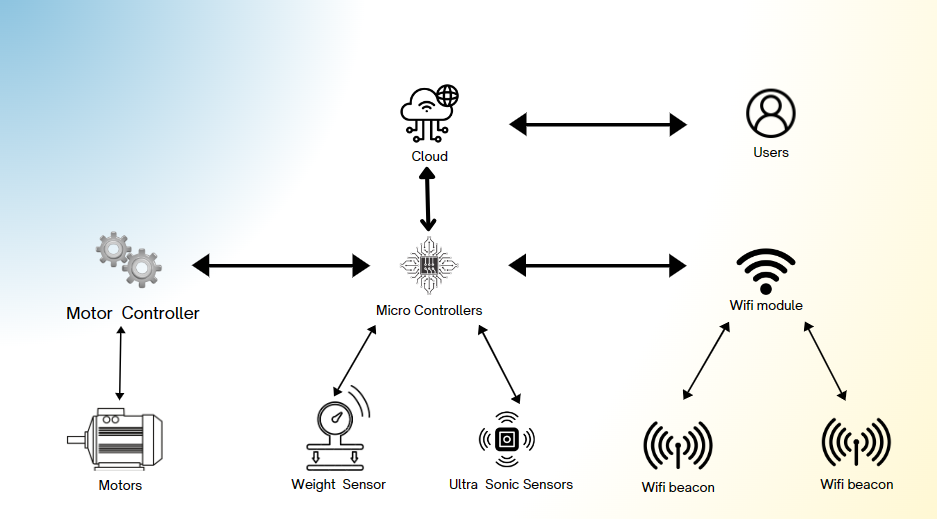 Cloud
Users
Motor Controller
Micro Controllers
Wifi module
Motors
Weight Sensor
Ultra Sonic Sensors
Wifi beacon
Wifi beacon